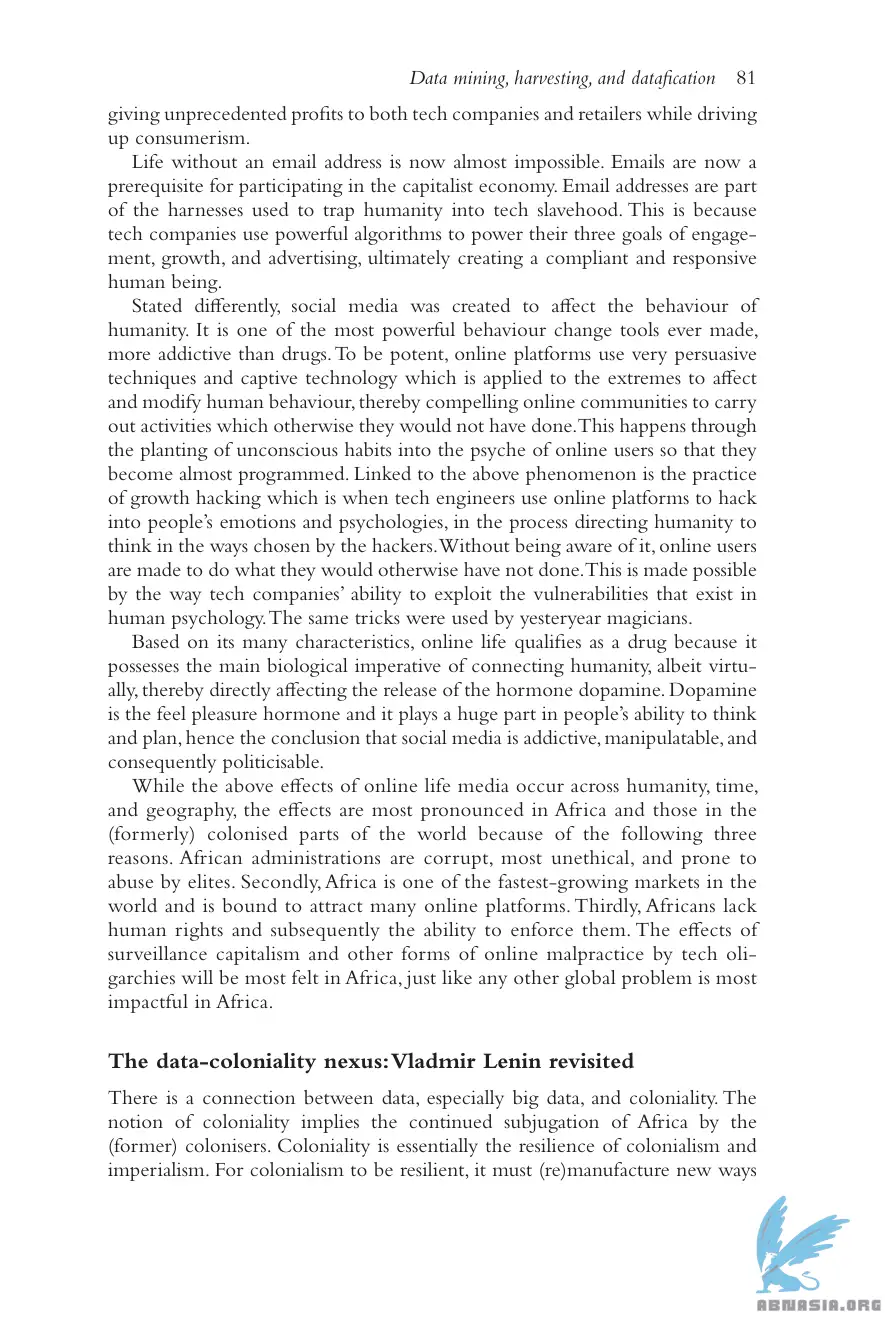 Data mining, harvesting, and datafication 81
giving unprecedented profits to both tech companies and retailers while driving
up consumerism.
Life without an email address is now almost impossible. Emails are now a
prerequisite for participating in the capitalist economy. Email addresses are part
of the harnesses used to trap humanity into tech slavehood. This is because
tech companies use powerful algorithms to power their three goals of engage-
ment, growth, and advertising, ultimately creating a compliant and responsive
human being.
Stated differently, social media was created to affect the behaviour of
humanity. It is one of the most powerful behaviour change tools ever made,
more addictive than drugs. To be potent, online platforms use very persuasive
techniques and captive technology which is applied to the extremes to affect
and modify human behaviour, thereby compelling online communities to carry
out activities which otherwise they would not have done. This happens through
the planting of unconscious habits into the psyche of online users so that they
become almost programmed. Linked to the above phenomenon is the practice
of growth hacking which is when tech engineers use online platforms to hack
into people's emotions and psychologies, in the process directing humanity to
think in the ways chosen by the hackers. Without being aware of it, online users
are made to do what they would otherwise have not done. This is made possible
by the way tech companies' ability to exploit the vulnerabilities that exist in
human psychology. The same tricks were used by yesteryear magicians.
Based on its many characteristics, online life qualifies as a drug because it
possesses the main biological imperative of connecting humanity, albeit virtu-
ally, thereby directly affecting the release of the hormone dopamine. Dopamine
is the feel pleasure hormone and it plays a huge part in people's ability to think
and plan, hence the conclusion that social media is addictive, manipulatable, and
consequently politicisable.
While the above effects of online life media occur across humanity, time,
and geography, the effects are most pronounced in Africa and those in the
(formerly) colonised parts of the world because of the following three
reasons. African administrations are corrupt, most unethical, and prone to
abuse by elites. Secondly, Africa is one of the fastest-growing markets in the
world and is bound to attract many online platforms. Thirdly, Africans lack
human rights and subsequently the ability to enforce them. The effects of
surveillance capitalism and other forms of online malpractice by tech oli-
garchies will be most felt in Africa, just like any other global problem is most
impactful in Africa.
The data-coloniality nexus: Vladmir Lenin revisited
There is a connection between data, especially big data, and coloniality. The
notion of coloniality implies the continued subjugation of Africa by the
(former) colonisers. Coloniality is essentially the resilience of colonialism and
imperialism. For colonialism to be resilient, it must (re)manufacture new ways
ABNASIA.ORG